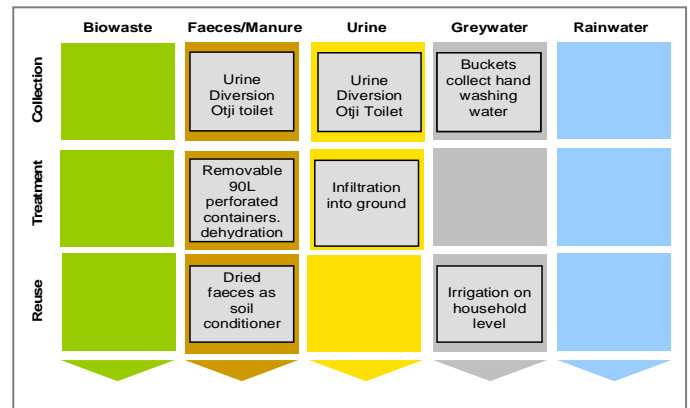 Biowaste Faeces/Manure Urine Greywater Rainwater
Collection
Urine
Diversion
Otji toilet
Urine
Diversion
Otji Toilet
Buckets
collect hand
washing
water
Treatment
Removable
90L
perforated
containers.
dehydration
Infiltration
into ground
Reuse
Dried
faeces as
soil
conditioner
Irrigation on
household
level